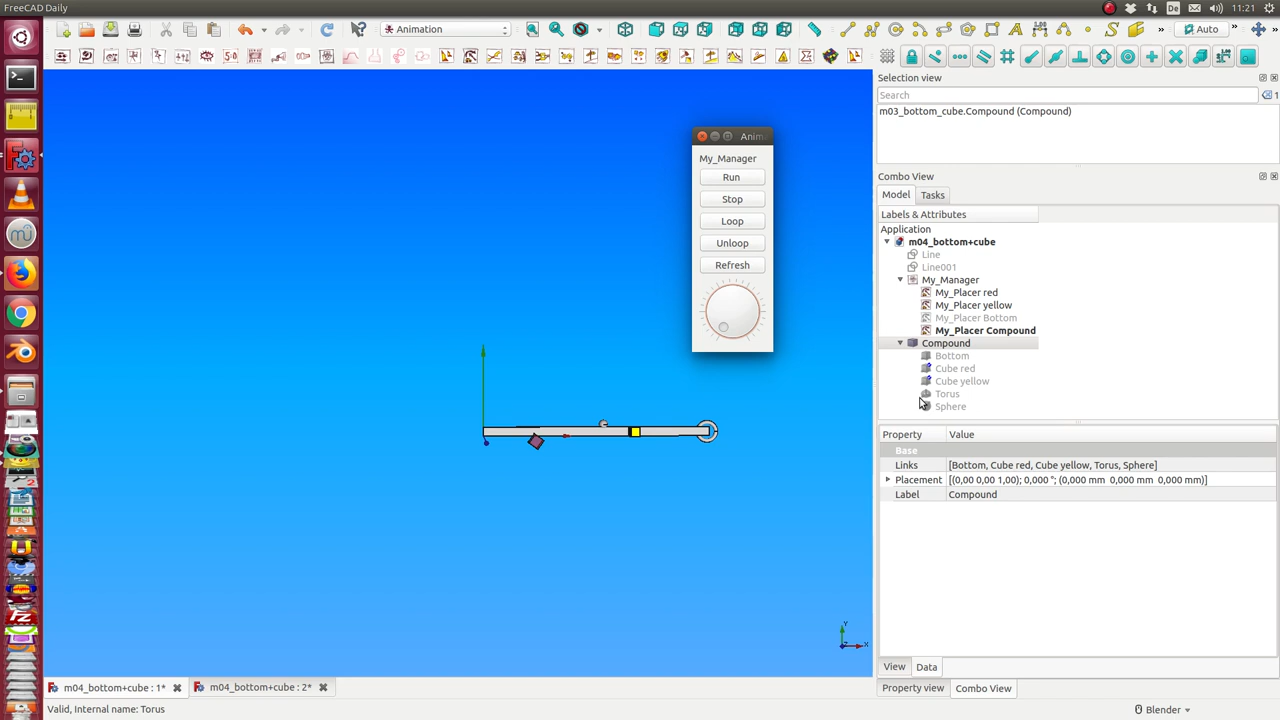 FreeCAD Daily
De
11:21
Animation
Auto
Selection view
Search
1
m03_bottom_cube.Compound (Compound)
Anim
My_Manager
Run
Stop
Loop
Unloop
Refresh
Combo View
Model
Tasks
Labels & Attributes
Application
m04_bottom+cube
Line
Line001
My_Manager
My_Placer red
My_Placer yellow
My_Placer Bottom
My_Placer Compound
Compound
Bottom
Cube red
Cube yellow
Torus
Sphere
Property Value
Base
Links [Bottom, Cube red, Cube yellow, Torus, Sphere]
Placement [(0,00 0,00 1,00); 0,000 °; (0,000 mm 0,000 mm 0,000 mm)]
Label Compound
Y
Z
X
View
Data
m04_bottom+cube : 1*
m04_bottom+cube : 2*
Property view
Combo View
Valid, Internal name: Torus
Blender